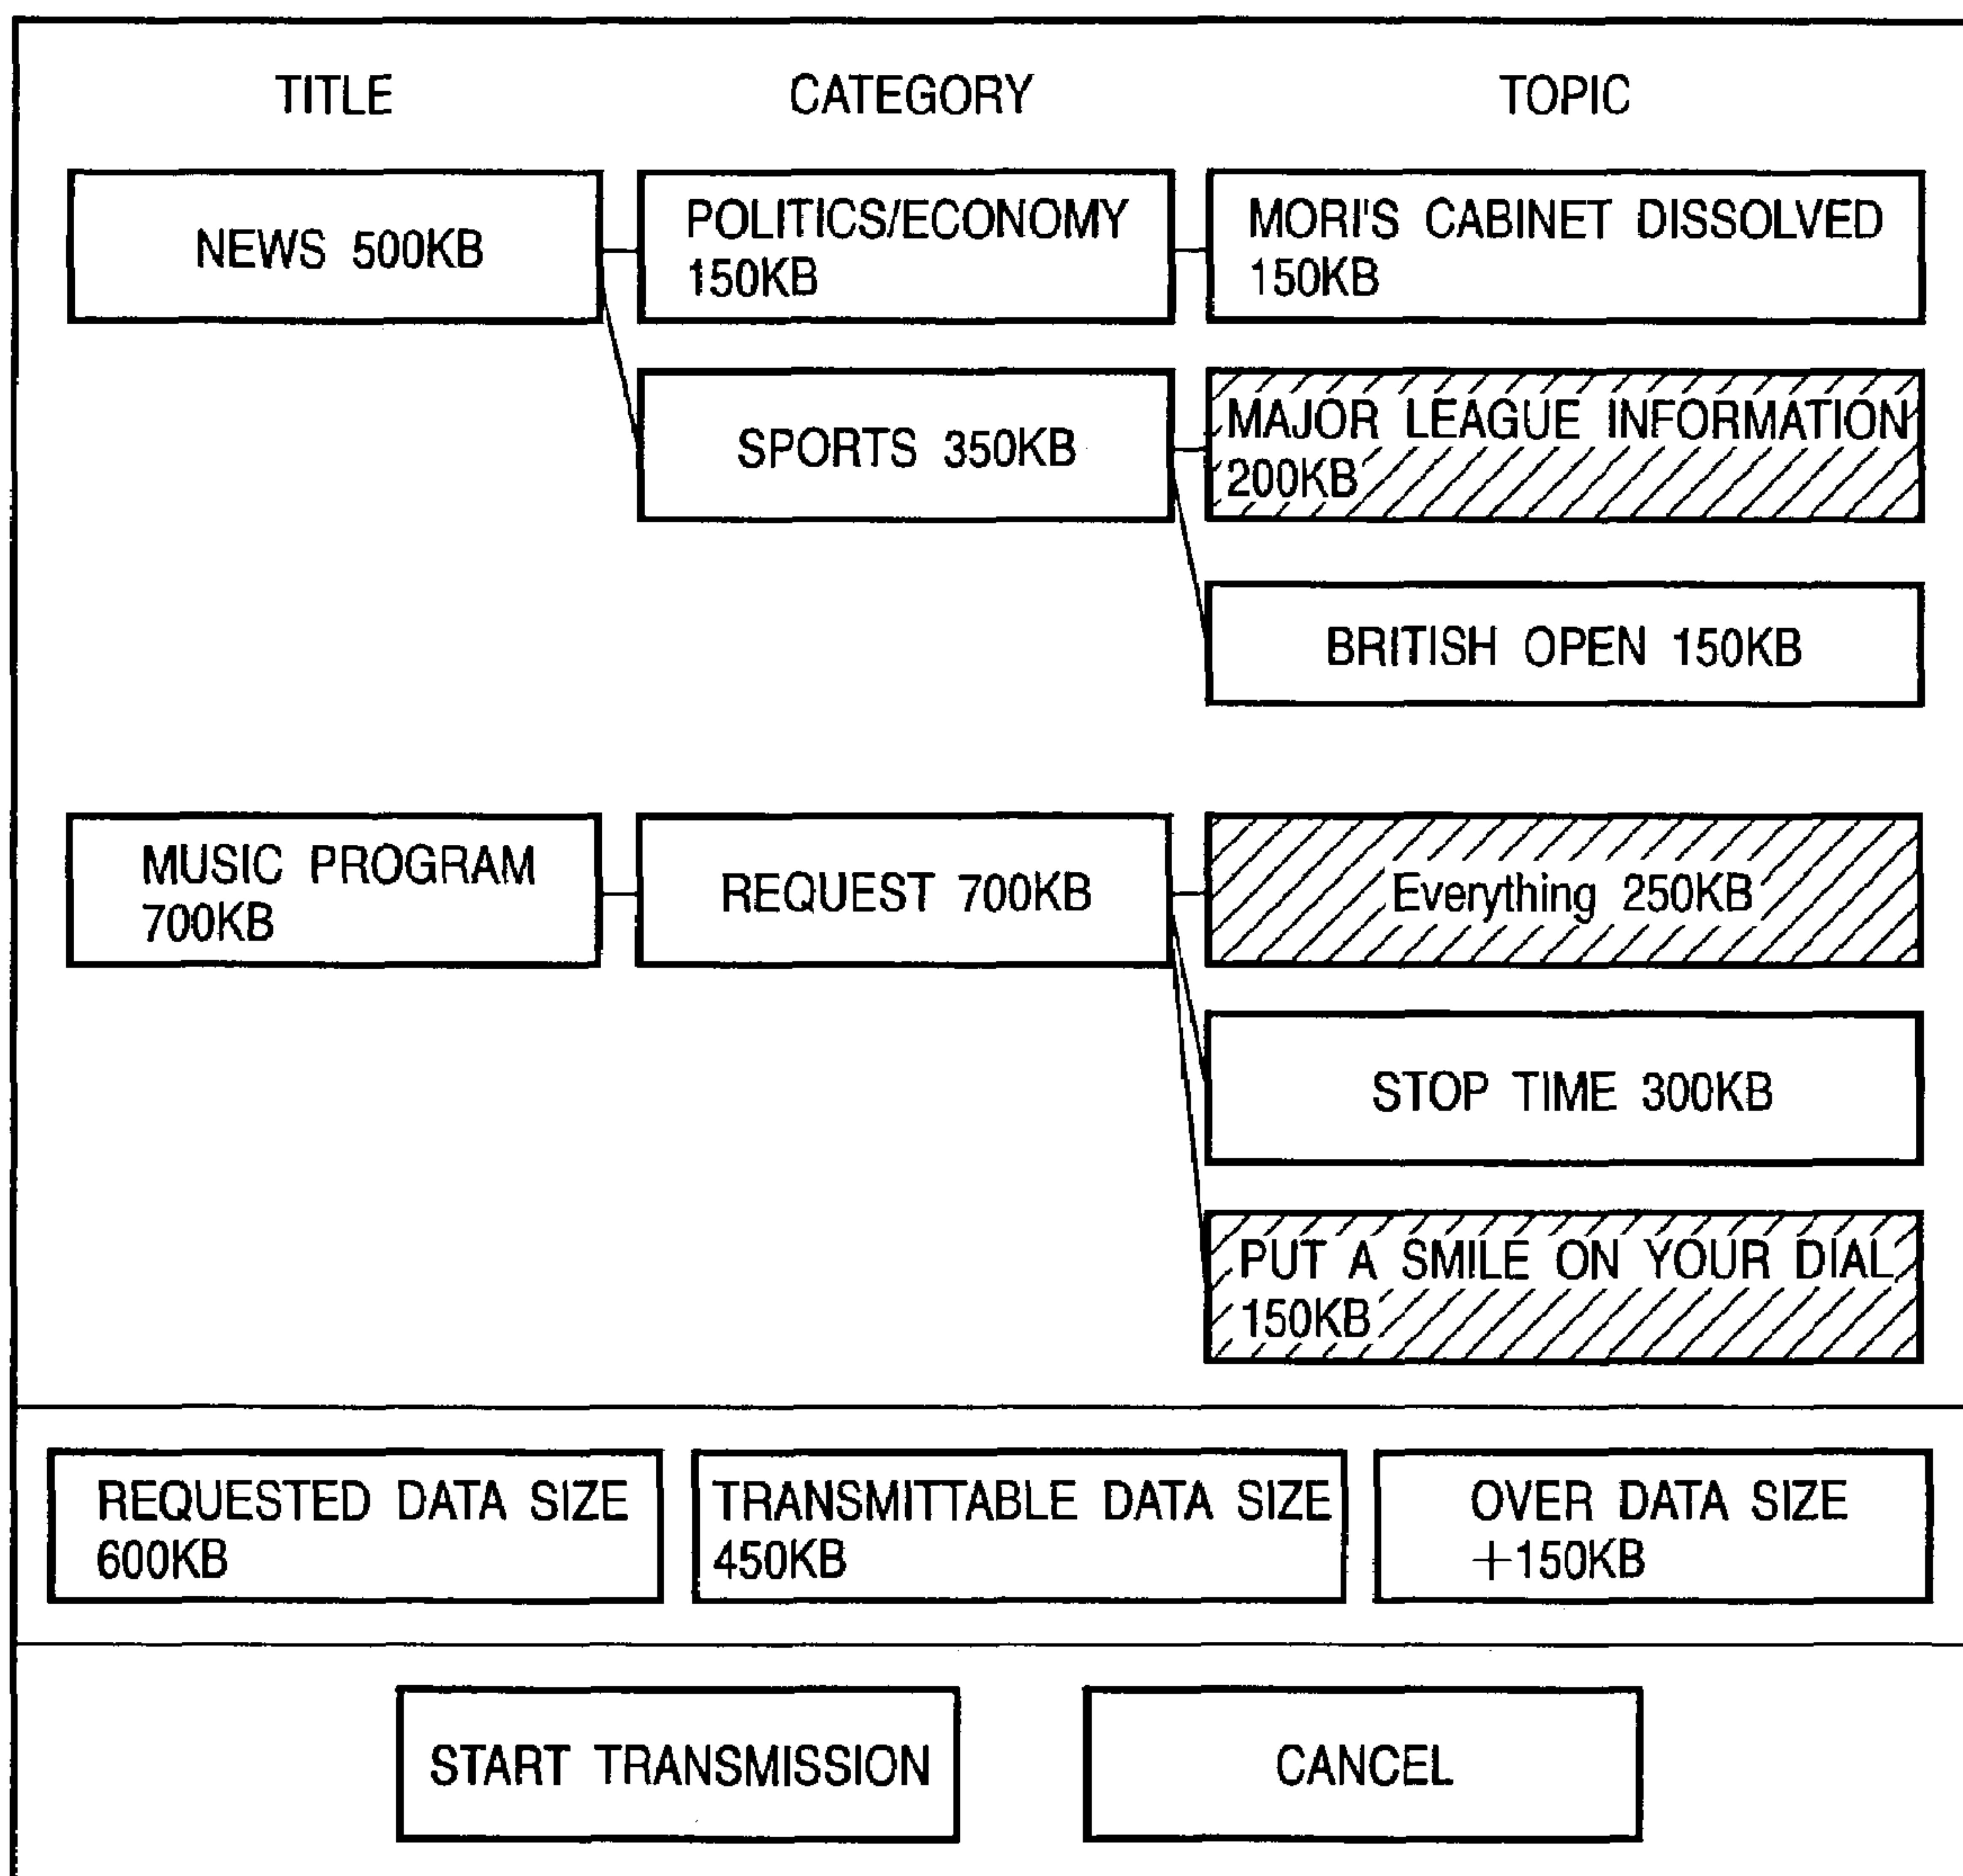 TITLE CATEGORY TOPIC
NEWS 500KB
POLITICS/ECONOMY
150KB
MORI'S CABINET DISSOLVED
150KB
SPORTS 350KB
MAJOR LEAGUE INFORMATION
200KB
BRITISH OPEN 150KB
MUSIC PROGRAM
700KB
REQUEST 700KB
Everything 250KB
STOP TIME 300KB
PUT A SMILE ON YOUR DIAL
150KB
REQUESTED DATA SIZE
600KB
TRANSMITTABLE DATA SIZE
450KB
OVER DATA SIZE
+150KB
START TRANSMISSION
CANCEL